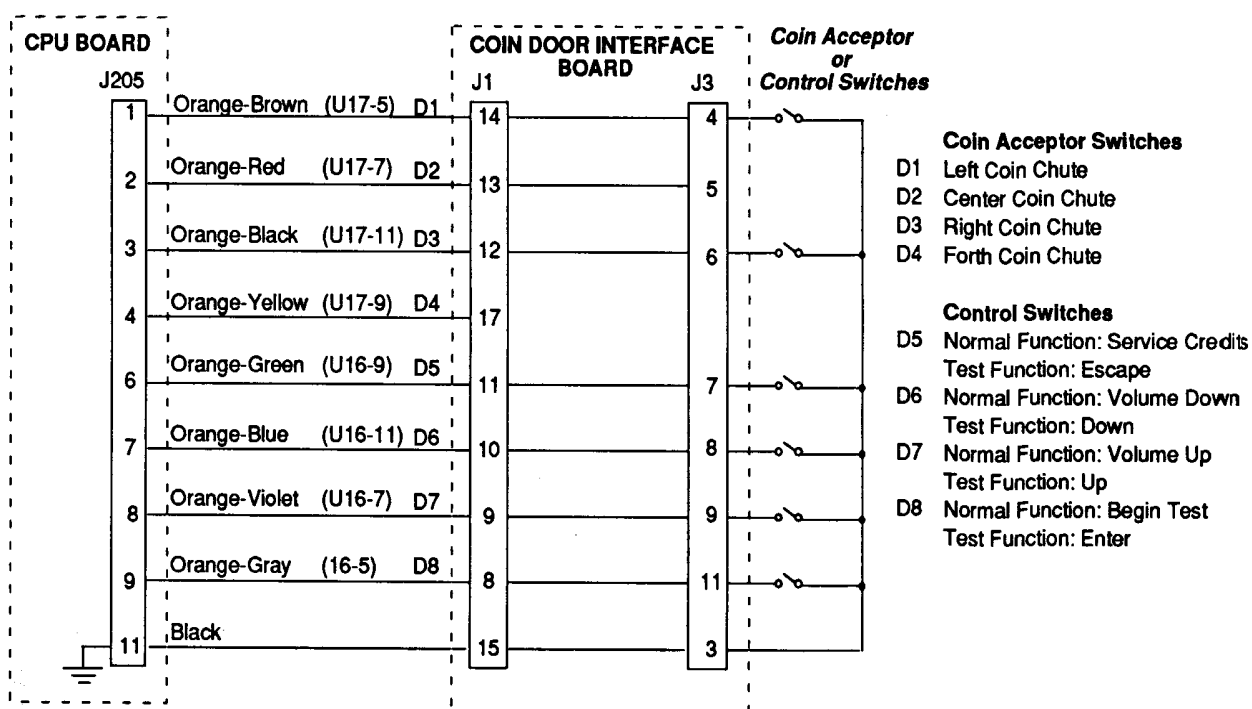 CPU BOARD
J205
COIN DOOR INTERFACE
BOARD
J1
J3
Coin Acceptor
or
Control Switches
1 Orange-Brown (U17-5) D1 14 4
2 Orange-Red (U17-7) D2 13 5
3 Orange-Black (U17-11) D3 12 6
4 Orange-Yellow (U17-9) D4 17
6 Orange-Green (U16-9) D5 11 7
7 Orange-Blue (U16-11) D6 10 8
8 Orange-Violet (U16-7) D7 9 9
9 Orange-Gray (16-5) D8 8 11
11 Black 15 3
Coin Acceptor Switches
D1 Left Coin Chute
D2 Center Coin Chute
D3 Right Coin Chute
D4 Forth Coin Chute
Control Switches
D5 Normal Function: Service Credits
Test Function: Escape
D6 Normal Function: Volume Down
Test Function: Down
D7 Normal Function: Volume Up
Test Function: Up
D8 Normal Function: Begin Test
Test Function: Enter